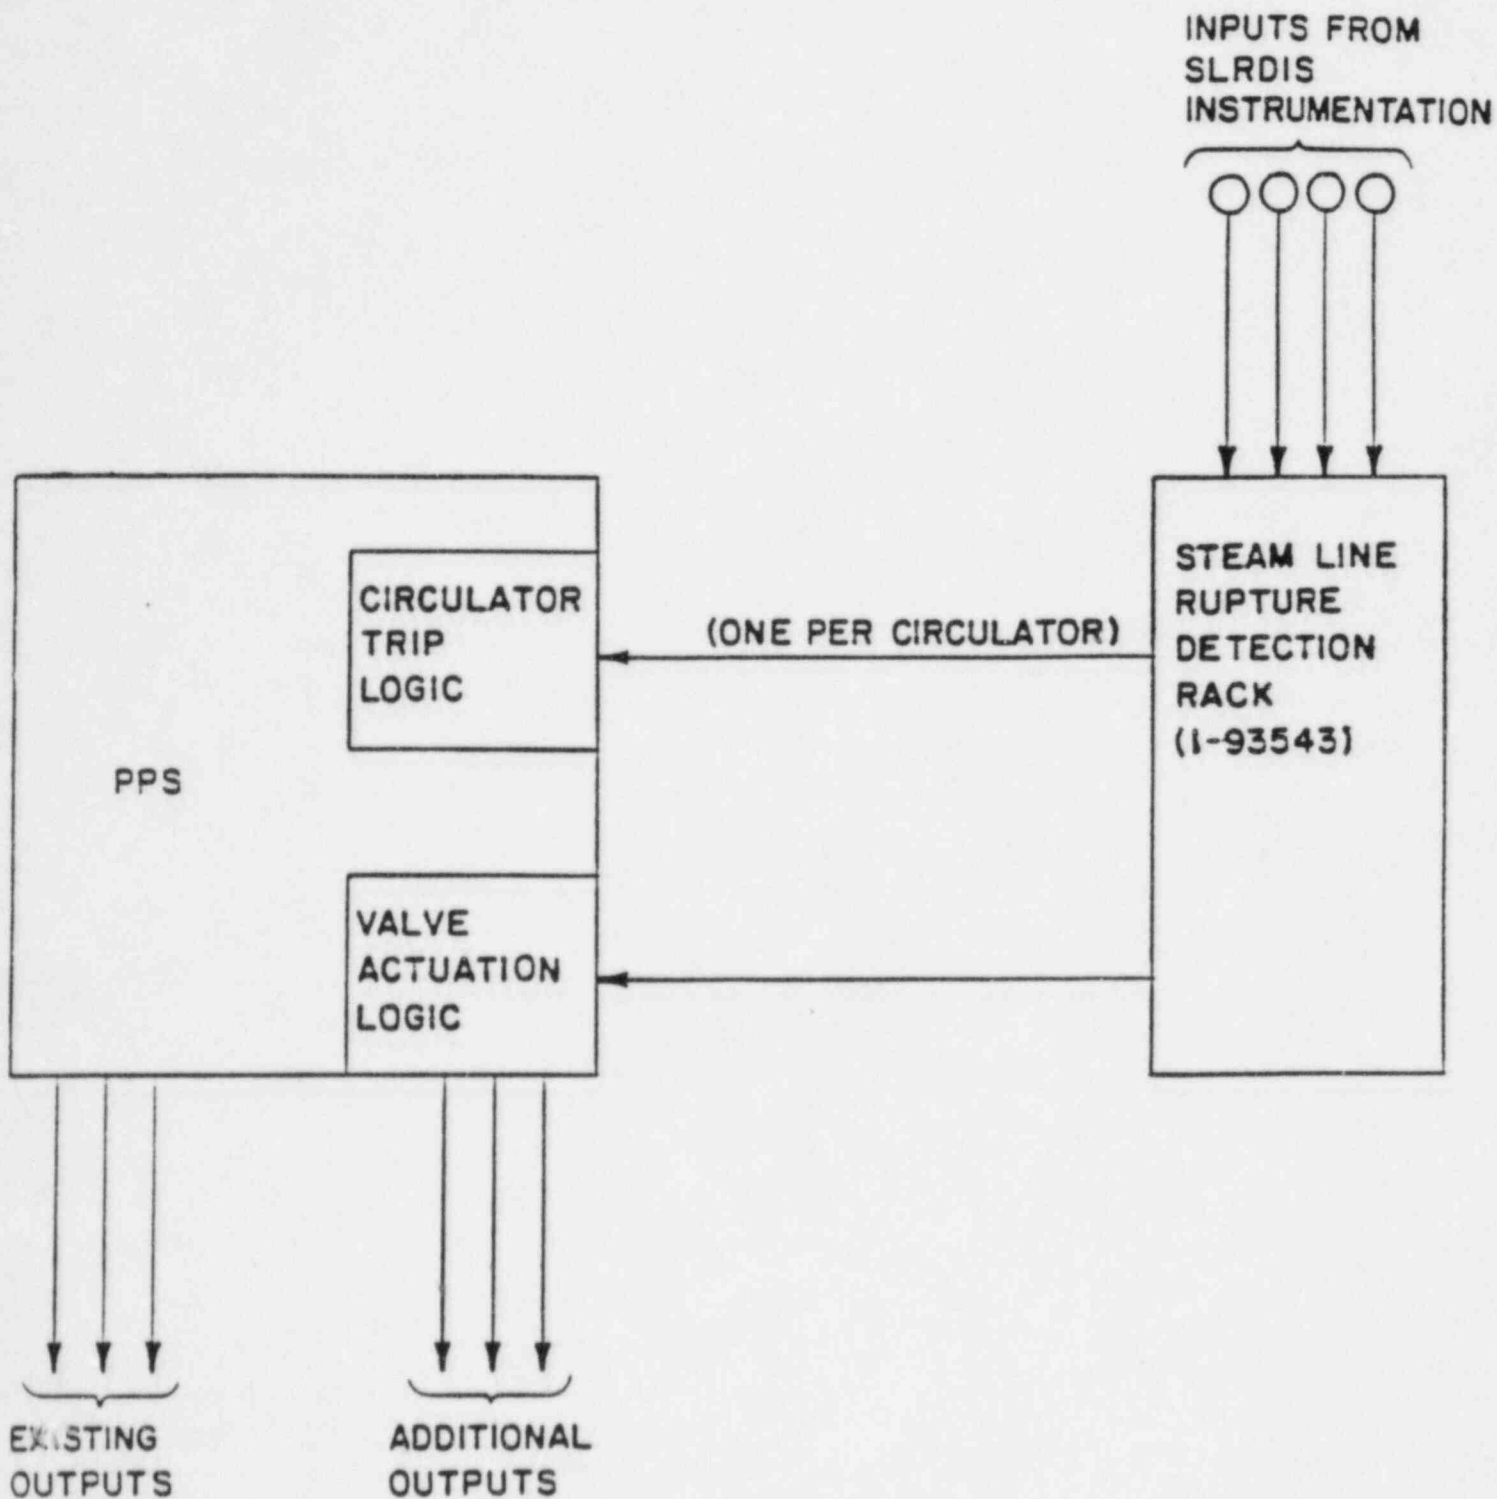 INPUTS FROM
SLRDIS
INSTRUMENTATION
STEAM LINE
RUPTURE
DETECTION
RACK
(1-93543)
CIRCULATOR
TRIP
LOGIC
(ONE PER CIRCULATOR)
PPS
VALVE
ACTUATION
LOGIC
EXISTING
OUTPUTS
ADDITIONAL
OUTPUTS